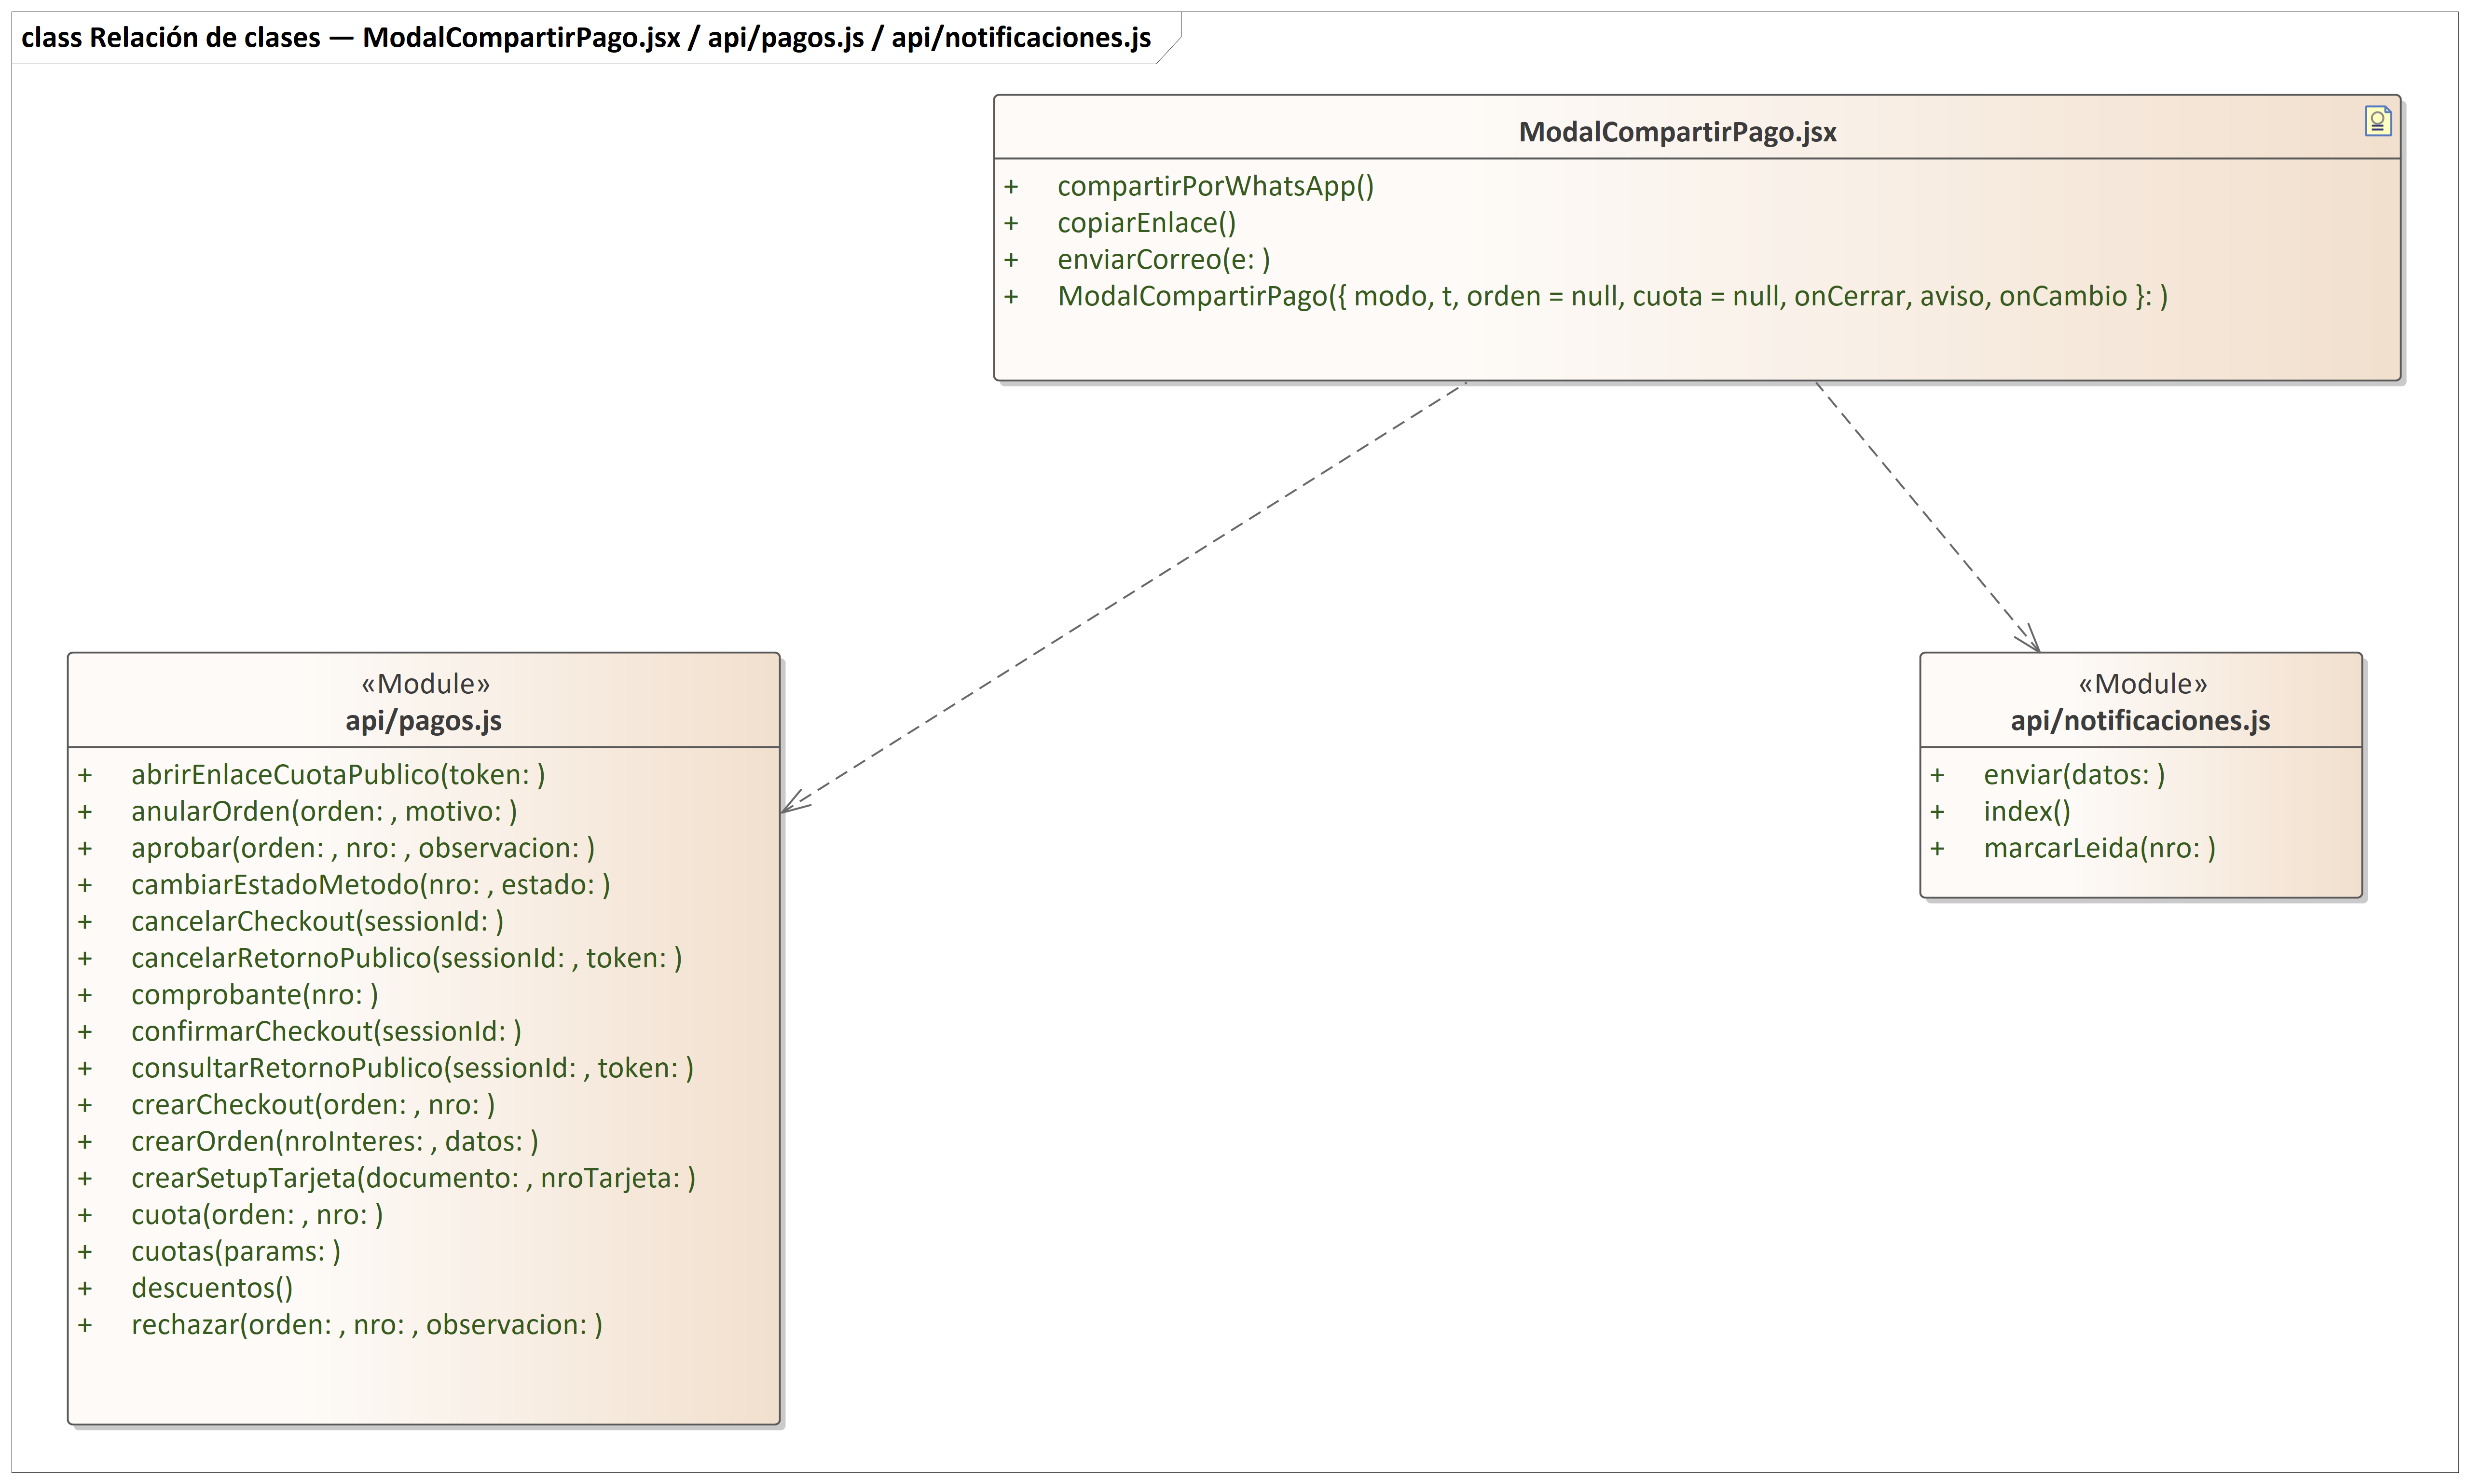 class Relación de clases — ModalCompartirPago.jsx / api/pagos.js / api/notificaciones.js
ModalCompartirPago.jsx
+ compartirPorWhatsApp()
+ copiarEnlace()
+ enviarCorreo(e: )
+ ModalCompartirPago({ modo, t, orden = null, cuota = null, onCerrar, aviso, onCambio }: )
«Module»
api/pagos.js
+ abrirEnlaceCuotaPublico(token: )
+ anularOrden(orden: , motivo: )
+ aprobar(orden: , nro: , observacion: )
+ cambiarEstadoMetodo(nro: , estado: )
+ cancelarCheckout(sessionId: )
+ cancelarRetornoPublico(sessionId: , token: )
+ comprobante(nro: )
+ confirmarCheckout(sessionId: )
+ consultarRetornoPublico(sessionId: , token: )
+ crearCheckout(orden: , nro: )
+ crearOrden(nroInteres: , datos: )
+ crearSetupTarjeta(documento: , nroTarjeta: )
+ cuota(orden: , nro: )
+ cuotas(params: )
+ descuentos()
+ rechazar(orden: , nro: , observacion: )
«Module»
api/notificaciones.js
+ enviar(datos: )
+ index()
+ marcarLeida(nro: )